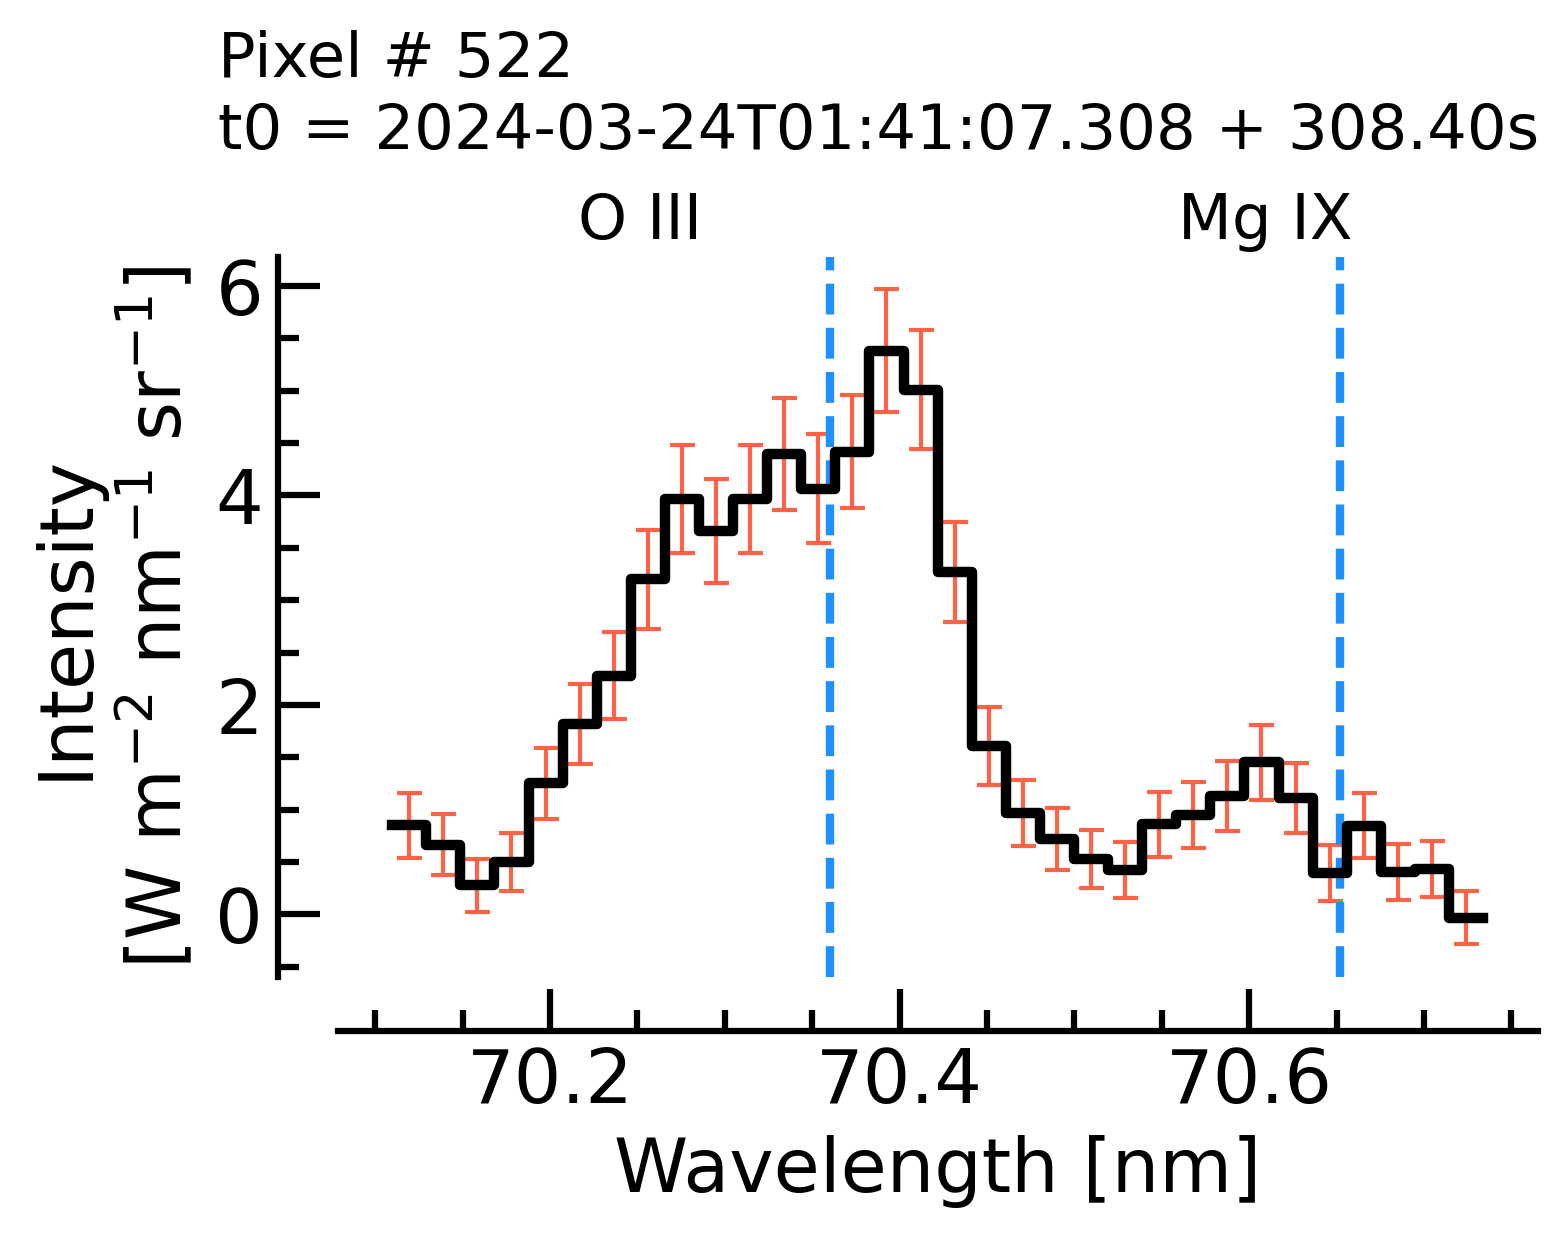 Pixel # 522
t0 = 2024-03-24T01:41:07.308 + 308.40s
O III Mg IX
Intensity
[W m⁻² nm⁻¹ sr⁻¹]
6
4
2
0
70.2 70.4 70.6
Wavelength [nm]